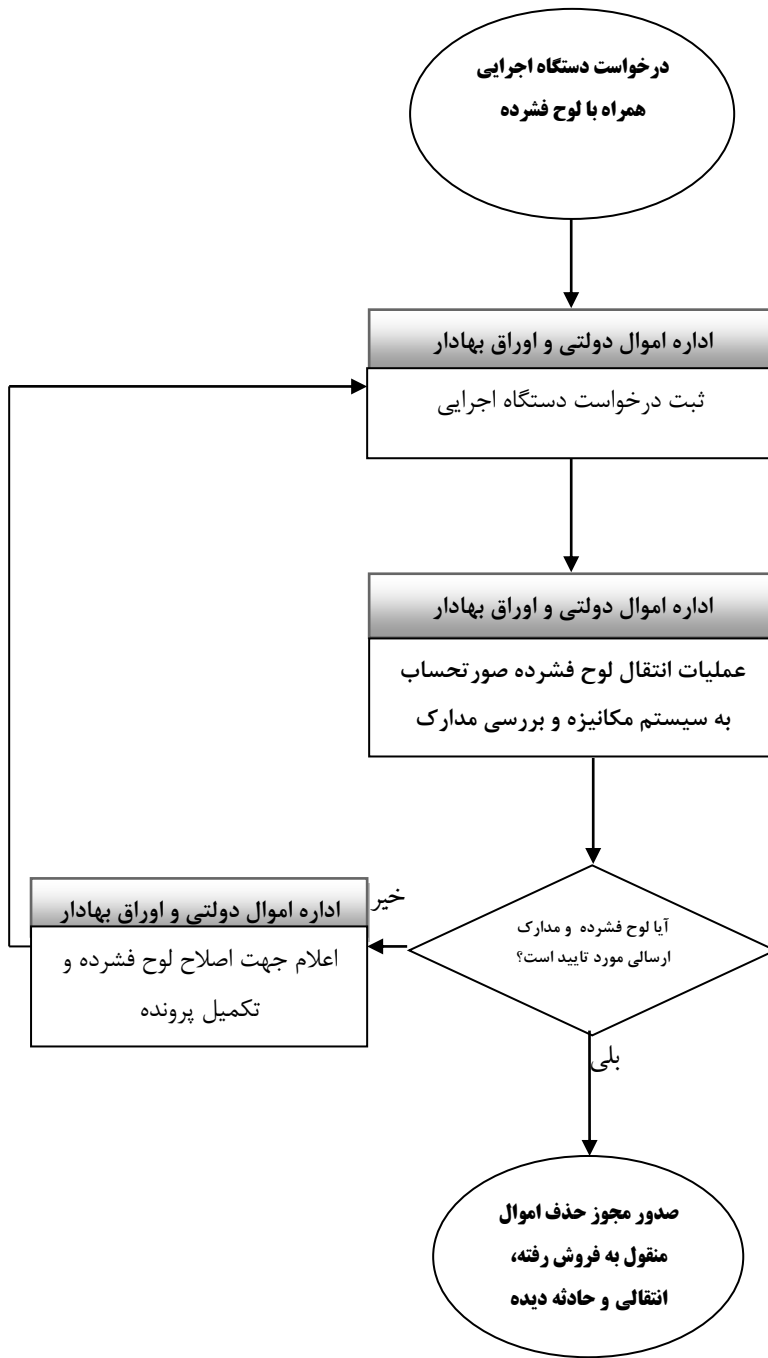 درخواست دستگاه اجرایی
همراه با لوح فشرده
اداره اموال دولتی و اوراق بهادار
ثبت درخواست دستگاه اجرایی
اداره اموال دولتی و اوراق بهادار
عملیات انتقال لوح فشرده صورتحساب
به سیستم مکانیزه و بررسی مدارک
آیا لوح فشرده و مدارک
ارسالی مورد تایید است؟
خیر
اداره اموال دولتی و اوراق بهادار
اعلام جهت اصلاح لوح فشرده و
تکمیل پرونده
بلی
صدور مجوز حذف اموال
منقول به فروش رفته،
انتقالی و حادثه دیده